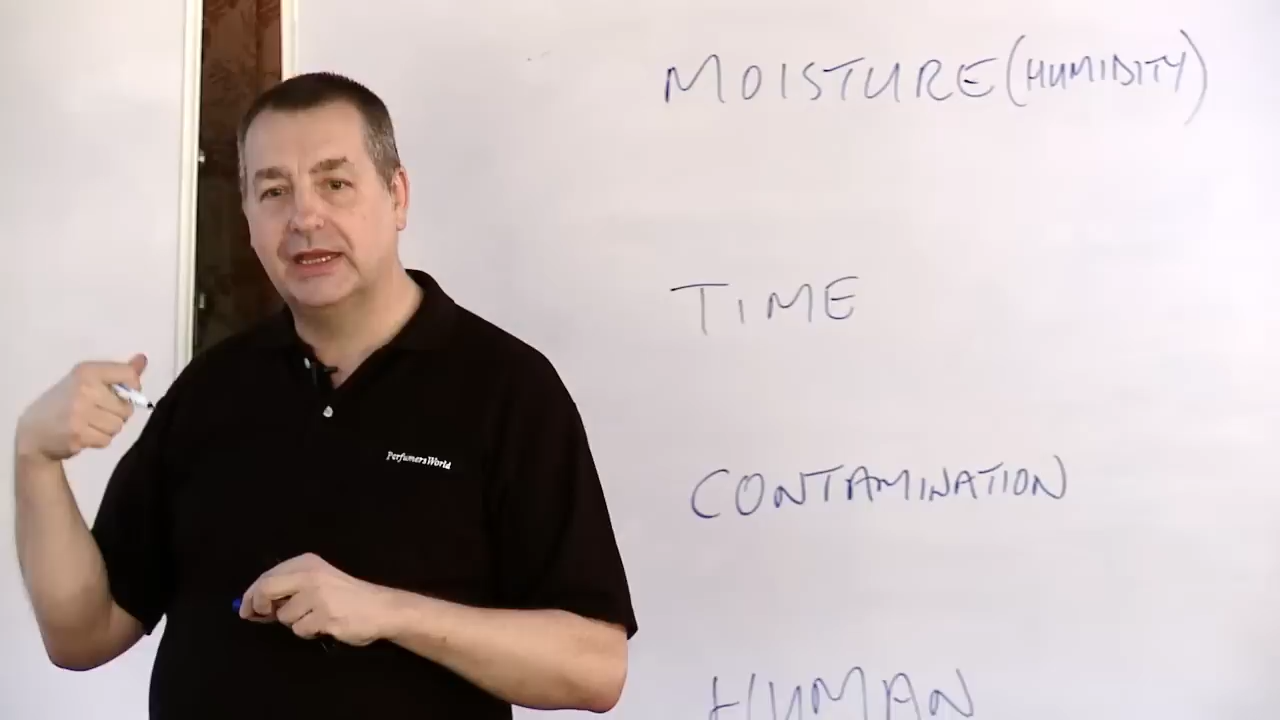 MOISTURE (HUMIDITY)
TIME
PerfumersWorld
CONTAMINATION
HUMAN